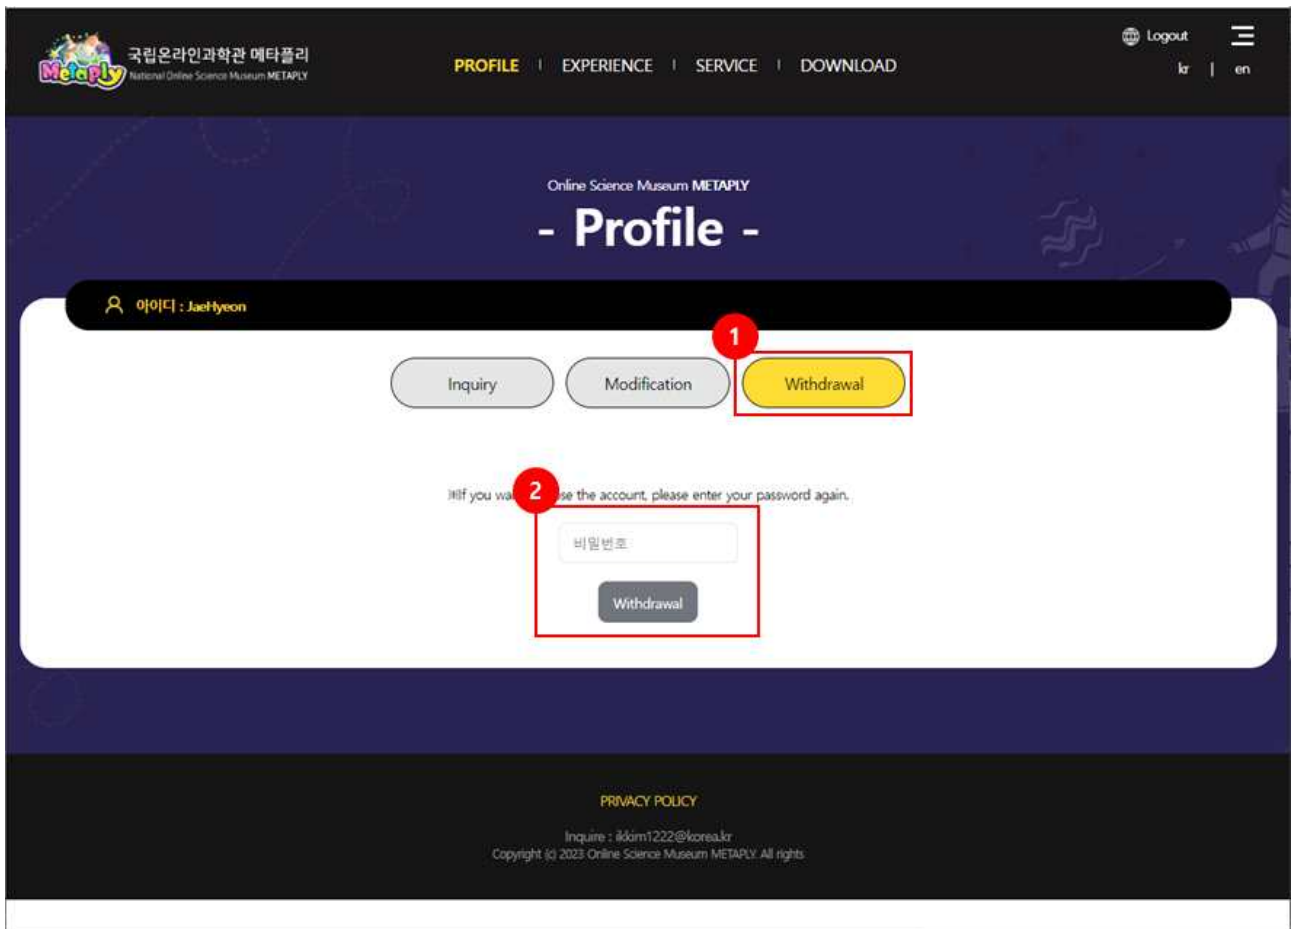 Metaply
국립온라인과학관 메타플리
National Online Science Museum METAPLY
PROFILE | EXPERIENCE | SERVICE | DOWNLOAD
Logout
kr | en
Online Science Museum METAPLY
- Profile -
아이디 : JaeHyeon
1
Inquiry
Modification
Withdrawal
※If you wa 2 se the account, please enter your password again.
비밀번호
Withdrawal
PRIVACY POLICY
Inquire : ikkim1222@korea.kr
Copyright (c) 2023 Online Science Museum METAPLY. All rights